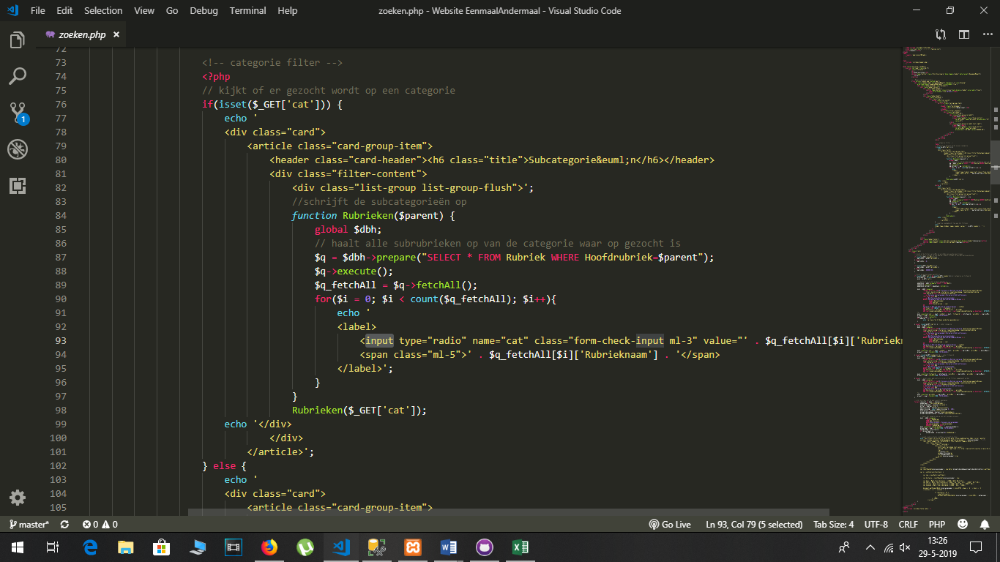 File Edit Selection View Go Debug Terminal Help zoeken.php - Website EenmaalAndermaal - Visual Studio Code
zoeken.php
72
73 <!-- categorie filter -->
74 <?php
75 // kijkt of er gezocht wordt op een categorie
76 if(isset($_GET['cat'])) {
77 echo '
78 <div class="card">
79 <article class="card-group-item">
80 <header class="card-header"><h6 class="title">Subcategorie&euml;n</h6></header>
81 <div class="filter-content">
82 <div class="list-group list-group-flush">';
83 //schrijft de subcategorieën op
84 function Rubrieken($parent) {
85 global $dbh;
86 // haalt alle subrubrieken op van de categorie waar op gezocht is
87 $q = $dbh->prepare("SELECT * FROM Rubriek WHERE Hoofdrubriek=$parent");
88 $q->execute();
89 $q_fetchAll = $q->fetchAll();
90 for($i = 0; $i < count($q_fetchAll); $i++){
91 echo '
92 <label>
93 <input type="radio" name="cat" class="form-check-input ml-3" value="' . $q_fetchAll[$i]['Rubriekn
94 <span class="ml-5">' . $q_fetchAll[$i]['Rubrieknaam'] . '</span>
95 </label>';
96 }
97 }
98 Rubrieken($_GET['cat']);
99 echo '</div>
100 </div>
101 </article>';
102 } else {
103 echo '
104 <div class="card">
105 <article class="card-group-item">
1
master* 0 0 Go Live Ln 93, Col 79 (5 selected) Tab Size: 4 UTF-8 CRLF PHP
13:26
29-5-2019